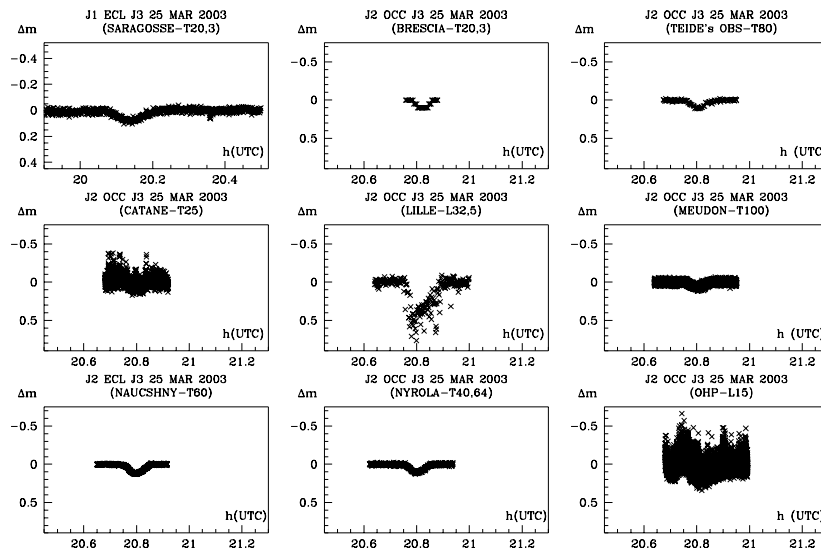 J1 ECL J3 25 MAR 2003
(SARAGOSSE-T20,3)
Δm
-0.4
-0.2
0
0.2
0.4
h(UTC)
20 20.2 20.4
J2 OCC J3 25 MAR 2003
(BRESCIA-T20,3)
Δm
-0.5
0
0.5
h(UTC)
20.6 20.8 21 21.2
J2 OCC J3 25 MAR 2003
(TEIDE's OBS-T80)
Δm
-0.5
0
0.5
h (UTC)
20.6 20.8 21 21.2
J2 OCC J3 25 MAR 2003
(CATANE-T25)
Δm
-0.5
0
0.5
h(UTC)
20.6 20.8 21 21.2
J2 OCC J3 25 MAR 2003
(LILLE-L32,5)
Δm
-0.5
0
0.5
h(UTC)
20.6 20.8 21 21.2
J2 OCC J3 25 MAR 2003
(MEUDON-T100)
Δm
-0.5
0
0.5
h (UTC)
20.6 20.8 21 21.2
J2 ECL J3 25 MAR 2003
(NAUCSHNY-T60)
Δm
-0.5
0
0.5
h(UTC)
20.6 20.8 21 21.2
J2 OCC J3 25 MAR 2003
(NYROLA-T40,64)
Δm
-0.5
0
0.5
h(UTC)
20.6 20.8 21 21.2
J2 OCC J3 25 MAR 2003
(OHP-L15)
Δm
-0.5
0
0.5
h (UTC)
20.6 20.8 21 21.2